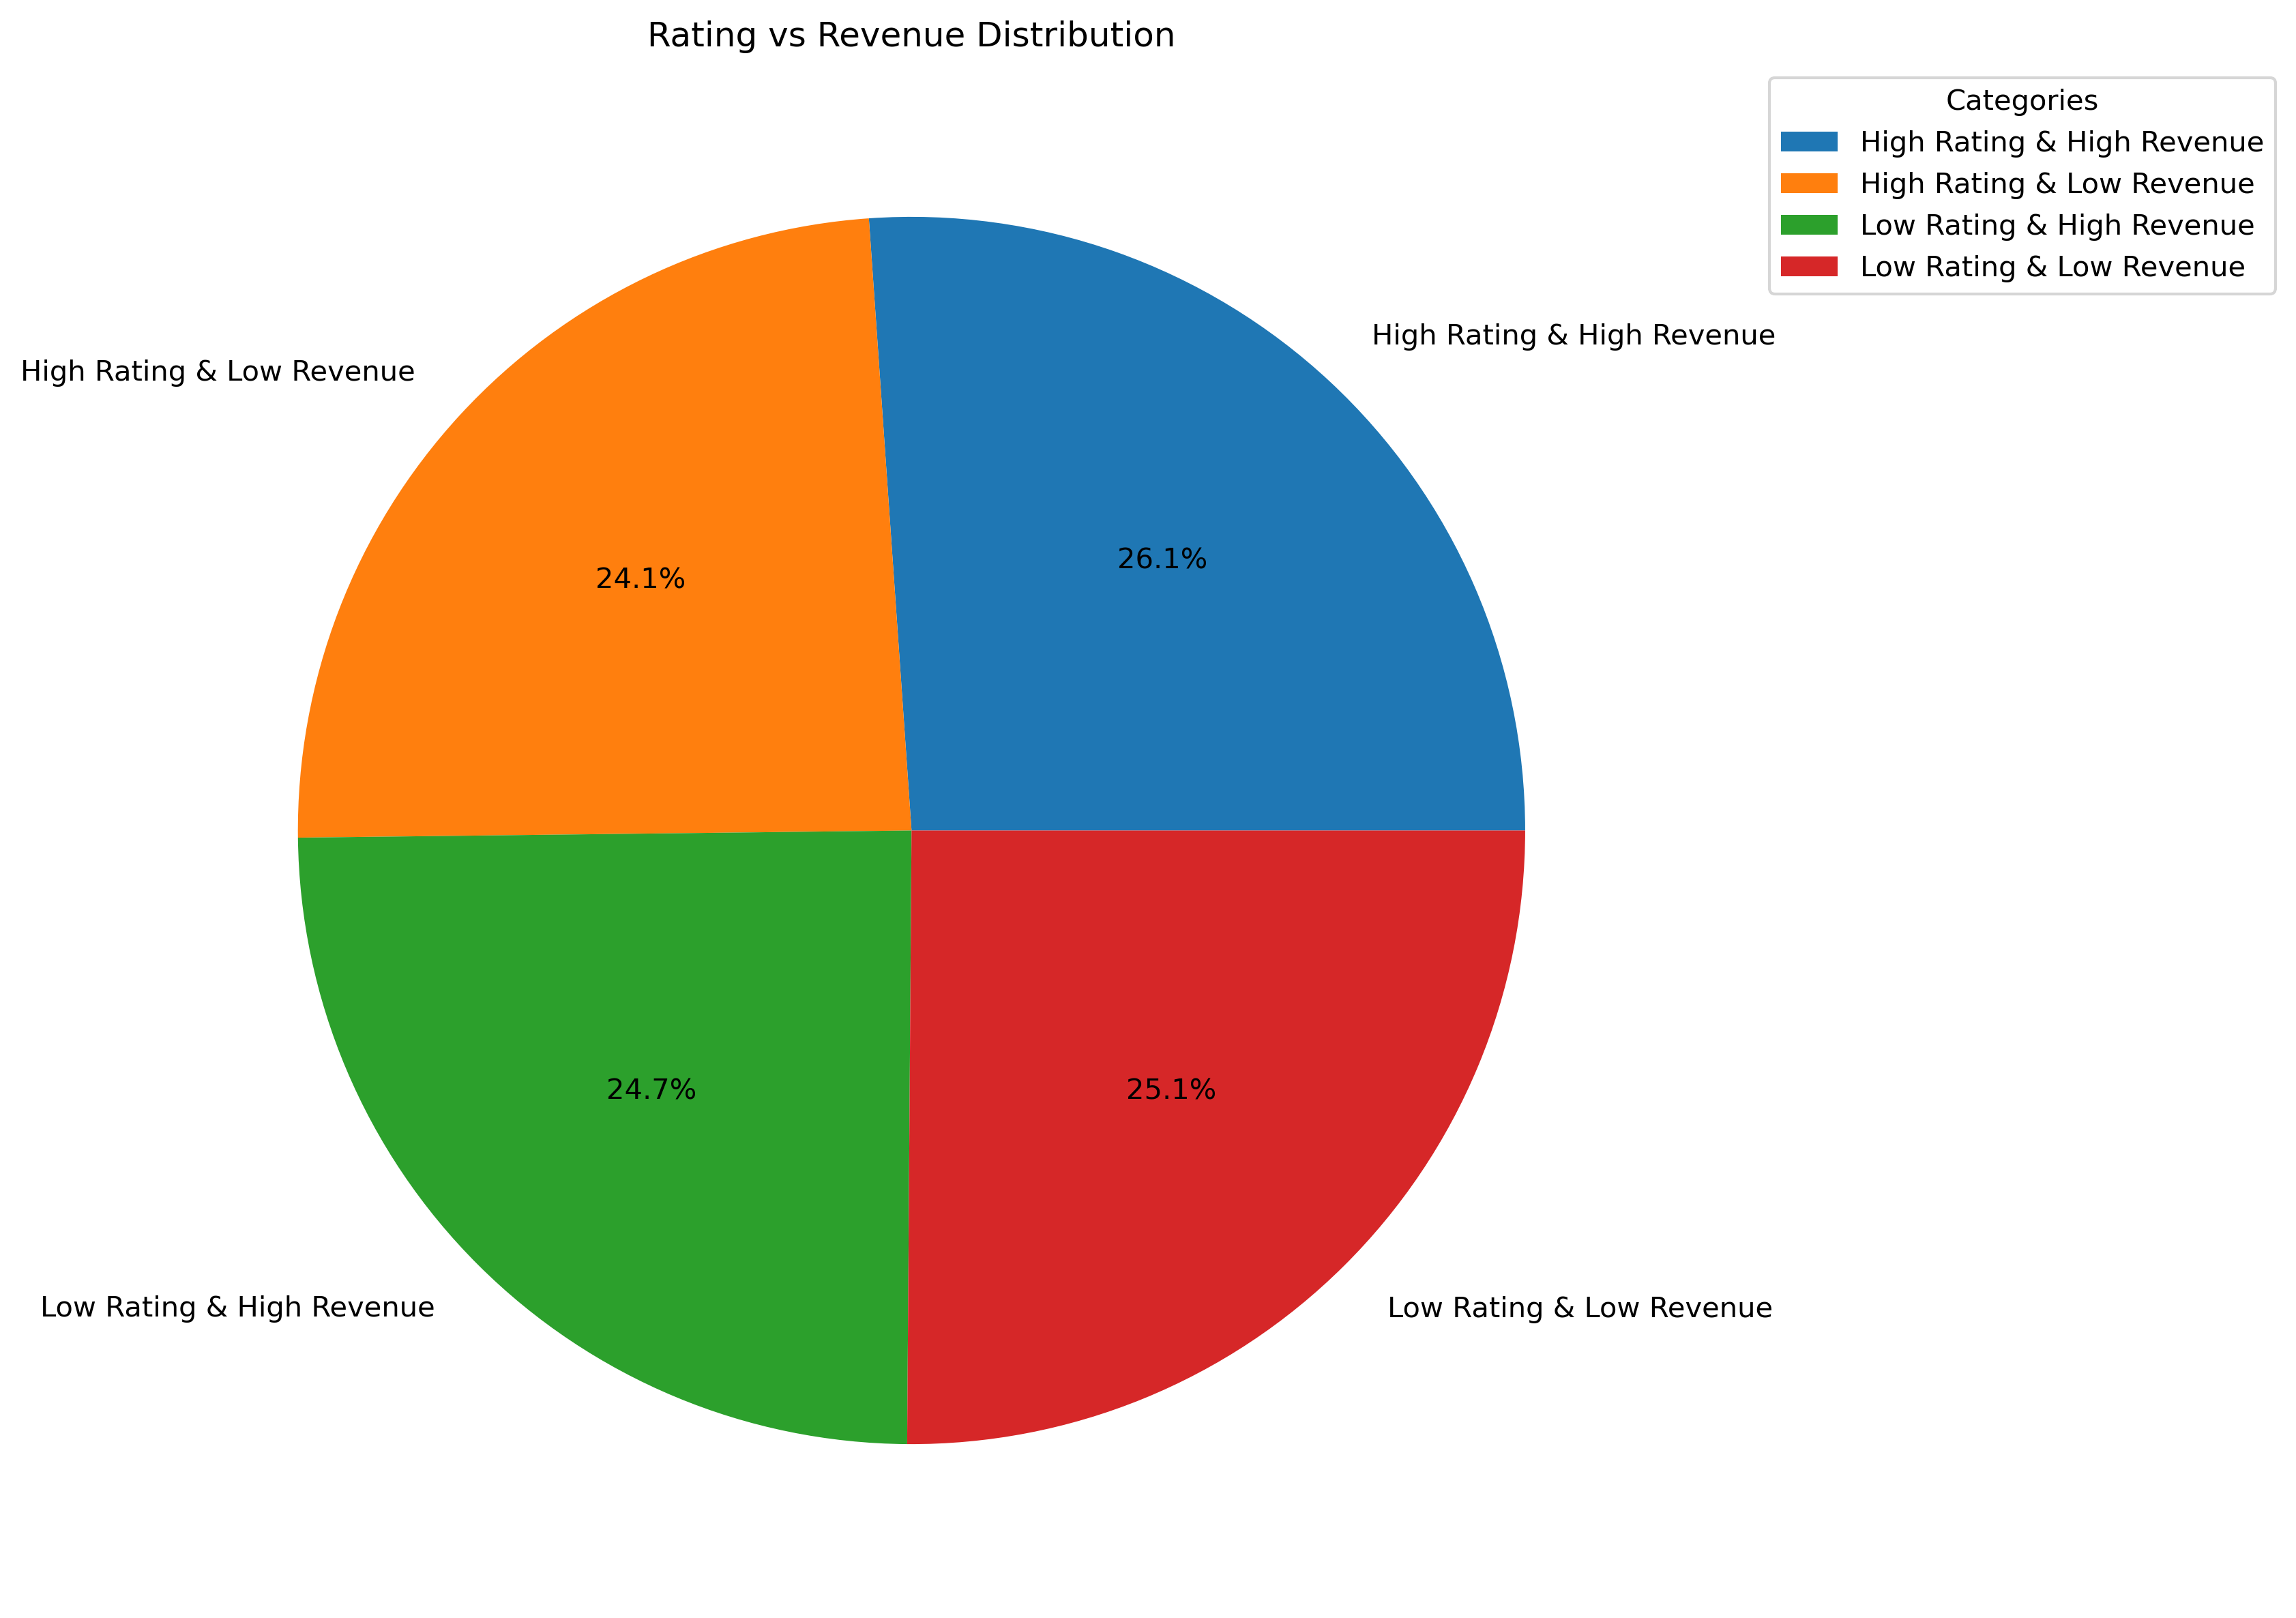 Rating vs Revenue Distribution
Categories
High Rating & High Revenue
High Rating & Low Revenue
Low Rating & High Revenue
Low Rating & Low Revenue
High Rating & High Revenue
High Rating & Low Revenue
26.1%
24.1%
24.7%
25.1%
Low Rating & High Revenue
Low Rating & Low Revenue